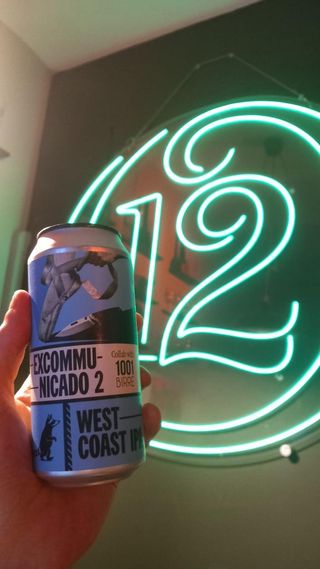 12
EXCOMMU-
NICADO 2
Collab with
1001
BIRRE
WEST
COAST IPA